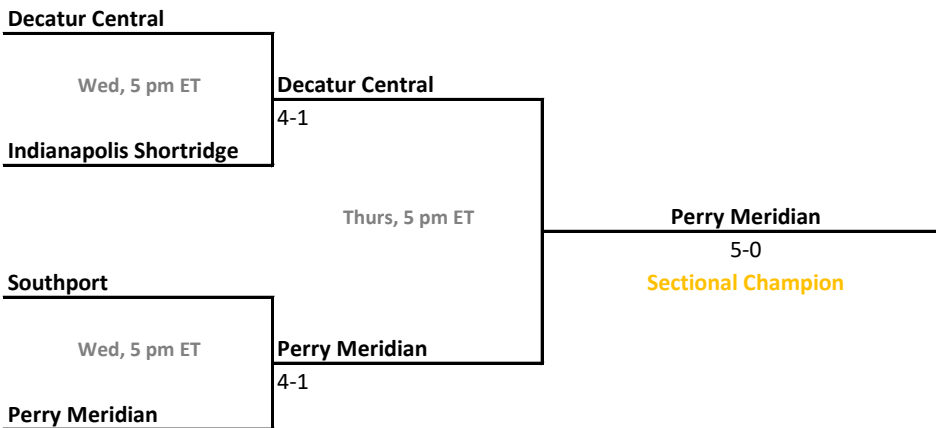 Decatur Central
Wed, 5 pm ET
Decatur Central
4-1
Indianapolis Shortridge
Thurs, 5 pm ET
Perry Meridian
5-0
Southport
Sectional Champion
Wed, 5 pm ET
Perry Meridian
4-1
Perry Meridian